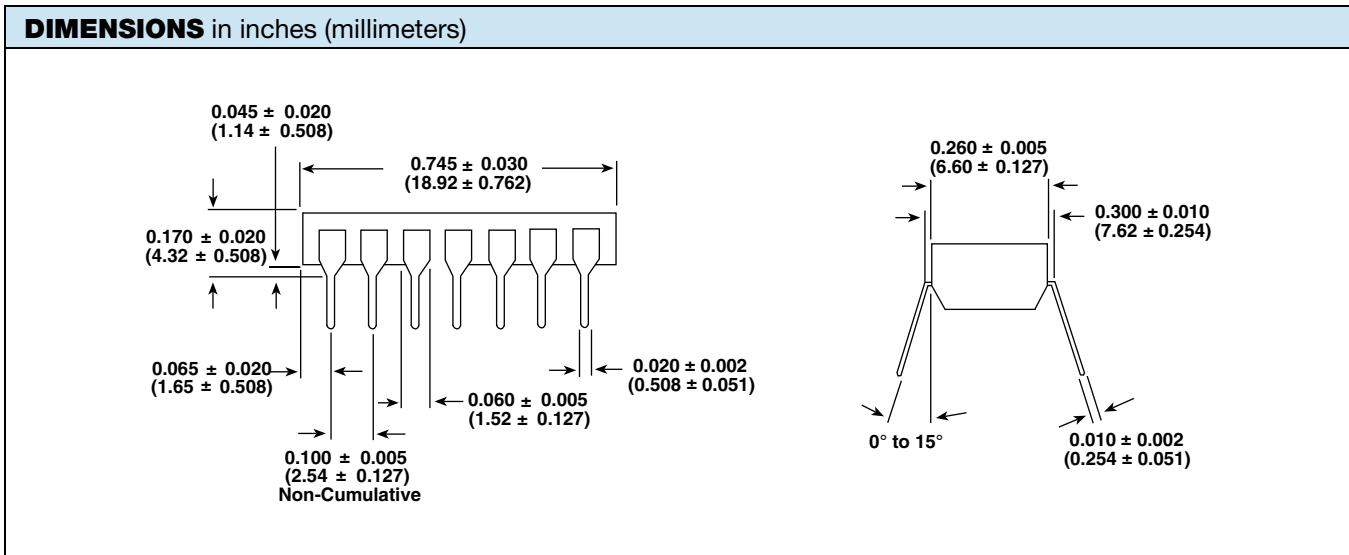 DIMENSIONS in inches (millimeters)
0.045 ± 0.020
(1.14 ± 0.508)
0.745 ± 0.030
(18.92 ± 0.762)
0.170 ± 0.020
(4.32 ± 0.508)
0.065 ± 0.020
(1.65 ± 0.508)
0.020 ± 0.002
(0.508 ± 0.051)
0.060 ± 0.005
(1.52 ± 0.127)
0.100 ± 0.005
(2.54 ± 0.127)
Non-Cumulative
0.260 ± 0.005
(6.60 ± 0.127)
0.300 ± 0.010
(7.62 ± 0.254)
0° to 15°
0.010 ± 0.002
(0.254 ± 0.051)